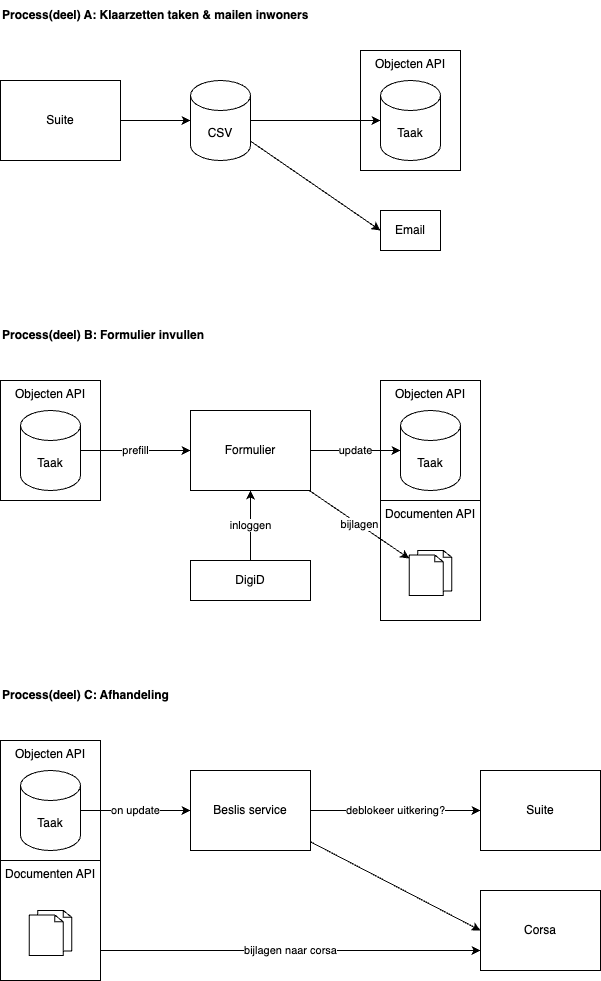 Process(deel) A: Klaarzetten taken & mailen inwoners
Objecten API
Suite
CSV
Taak
Email
Process(deel) B: Formulier invullen
Objecten API
Objecten API
Taak
prefill
Formulier
update
Taak
Documenten API
inloggen
bijlagen
DigiD
Process(deel) C: Afhandeling
Objecten API
Taak
on update
Beslis service
deblokeer uitkering?
Suite
Documenten API
Corsa
bijlagen naar corsa